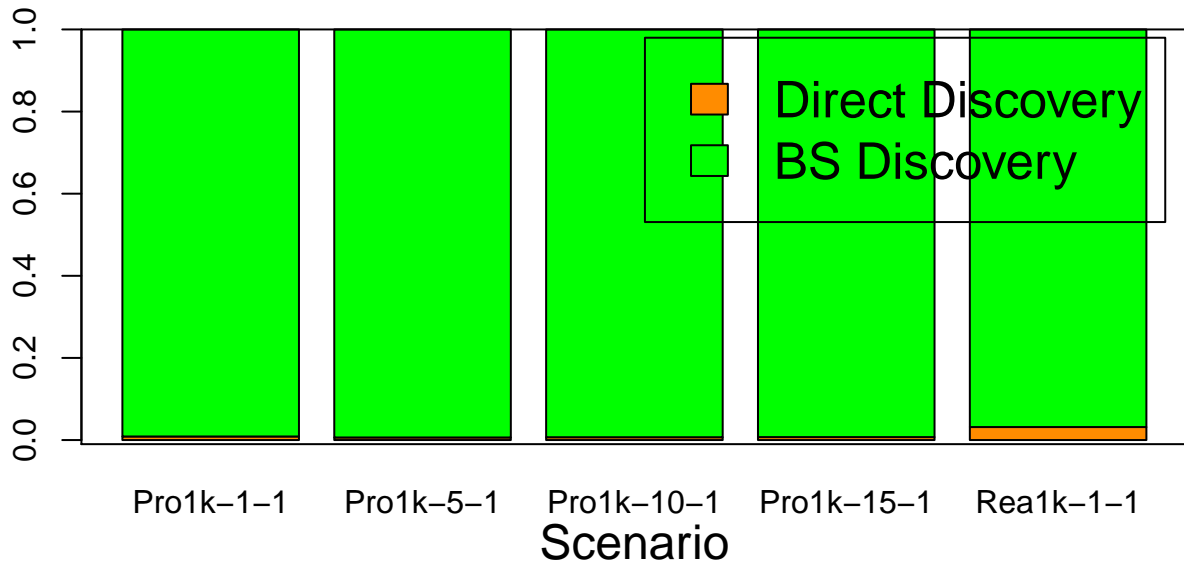 1.0
0.8
0.6
0.4
0.2
0.0
Direct Discovery
BS Discovery
Pro1k−1−1 Pro1k−5−1 Pro1k−10−1 Pro1k−15−1 Rea1k−1−1
Scenario